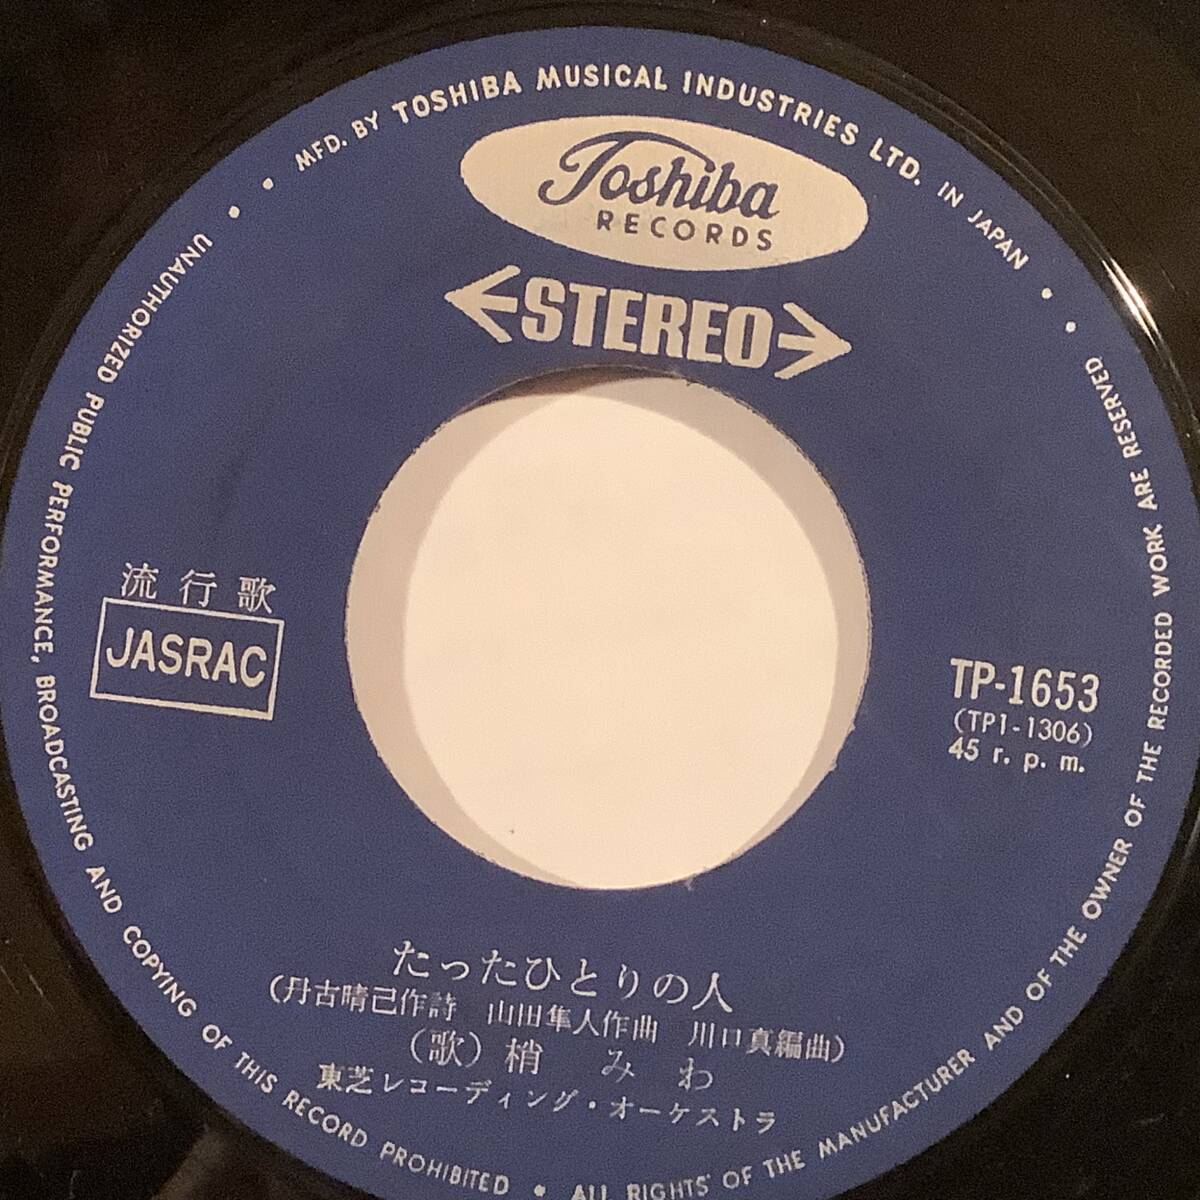 MFD. BY TOSHIBA MUSICAL INDUSTRIES LTD. IN JAPAN
Toshiba
RECORDS
STEREO
流行歌
JASRAC
TP-1653
(TP1-1306)
45 r. p. m.
たったひとりの人
(丹古晴己作詩 山田隼人作曲 川口真編曲)
(歌) 梢 みわ
東芝レコーディング・オーケストラ
• ALL RIGHTS OF THE MANUFACTURER AND OF THE OWNER OF THE RECORDED WORK ARE RESERVED •
• UNAUTHORIZED PUBLIC PERFORMANCE, BROADCASTING AND COPYING OF THIS RECORD PROHIBITED